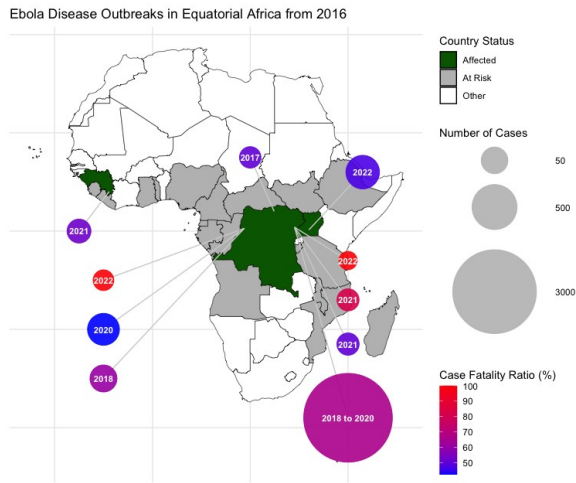 Ebola Disease Outbreaks in Equatorial Africa from 2016
Country Status
Affected
At Risk
Other
Number of Cases
50
500
3000
Case Fatality Ratio (%)
100
90
80
70
60
50
2017
2022
2021
2022
2022
2021
2020
2021
2018
2018 to 2020